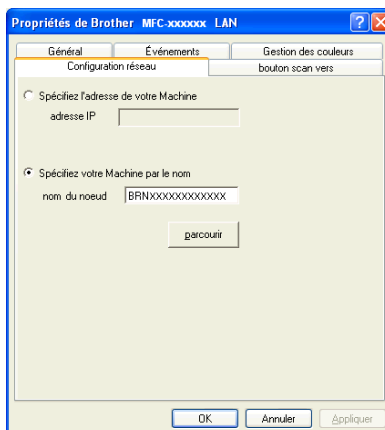 Propriétés de Brother MFC-xxxxxx LAN
Général Événements Gestion des couleurs
Configuration réseau bouton scan vers
Spécifiez l'adresse de votre Machine
adresse IP
Spécifiez votre Machine par le nom
nom du noeud BRNXXXXXXXXXXXX
parcourir
OK Annuler Appliquer